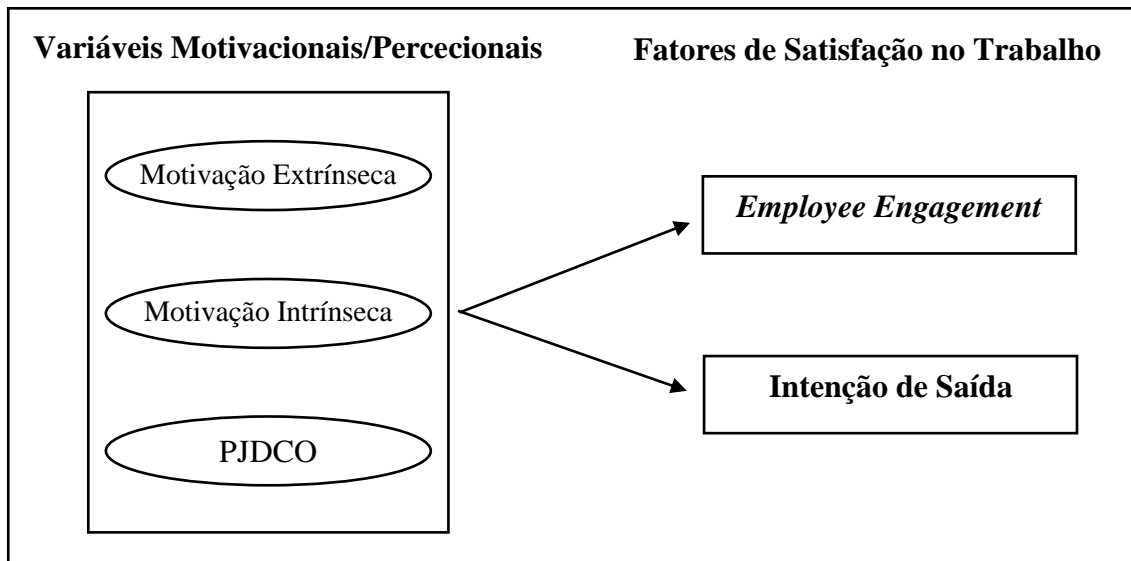 Variáveis Motivacionais/Percecionais
Fatores de Satisfação no Trabalho
Motivação Extrínseca
Motivação Intrínseca
PJDCO
Employee Engagement
Intenção de Saída